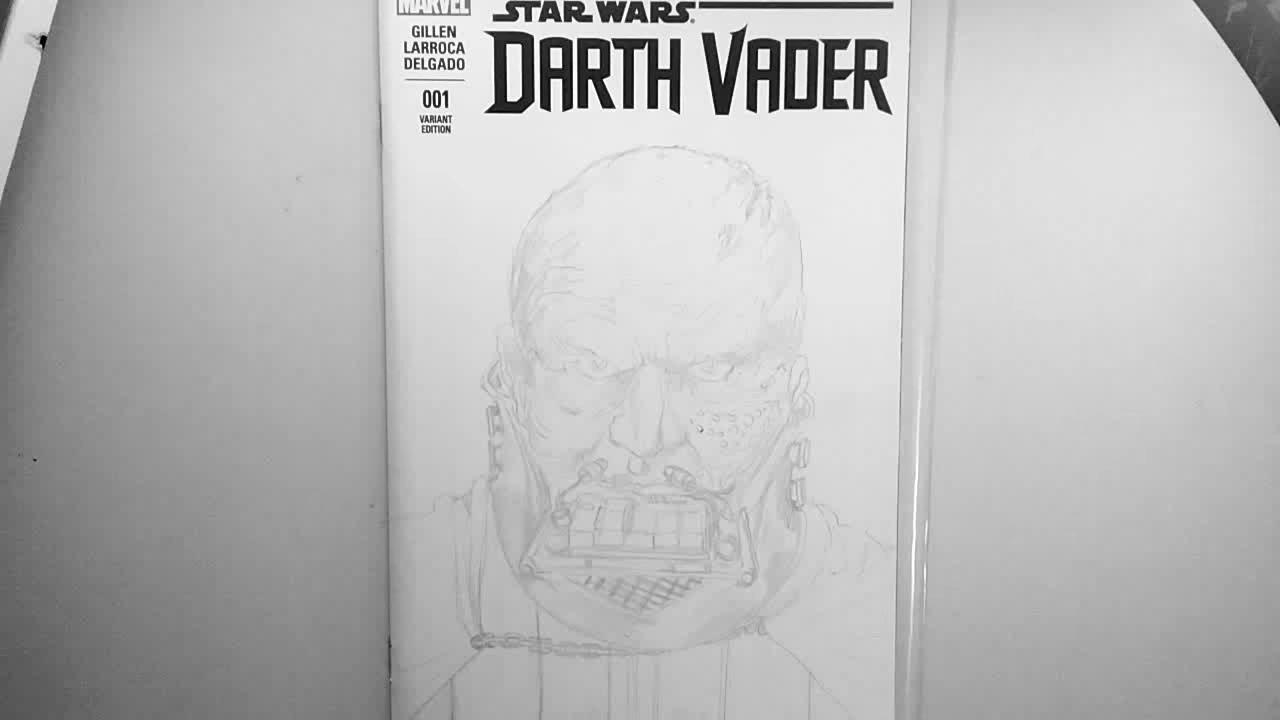 MARVEL
GILLEN
LARROCA
DELGADO
001
VARIANT
EDITION
STAR WARS
DARTH VADER